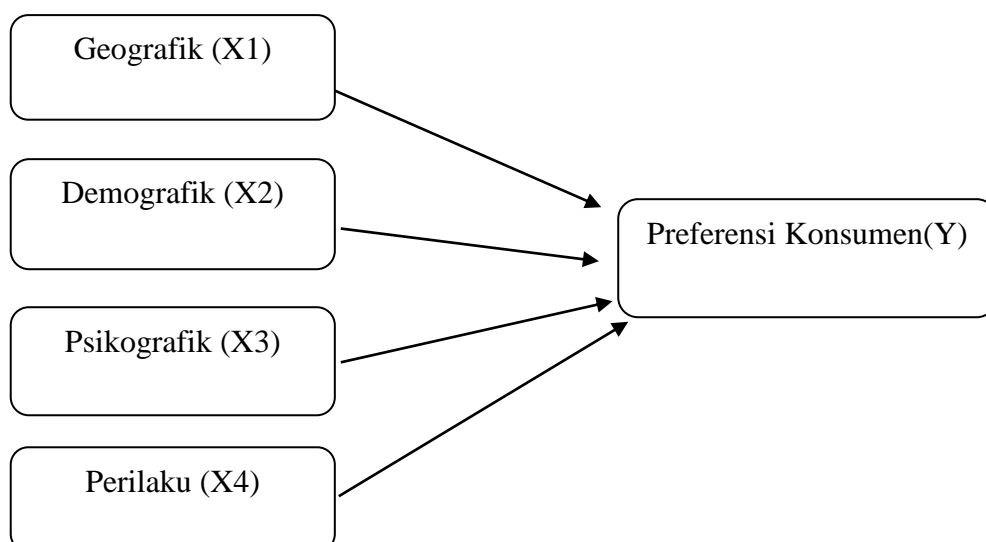 Geografik (X1)
Demografik (X2)
Preferensi Konsumen(Y)
Psikografik (X3)
Perilaku (X4)